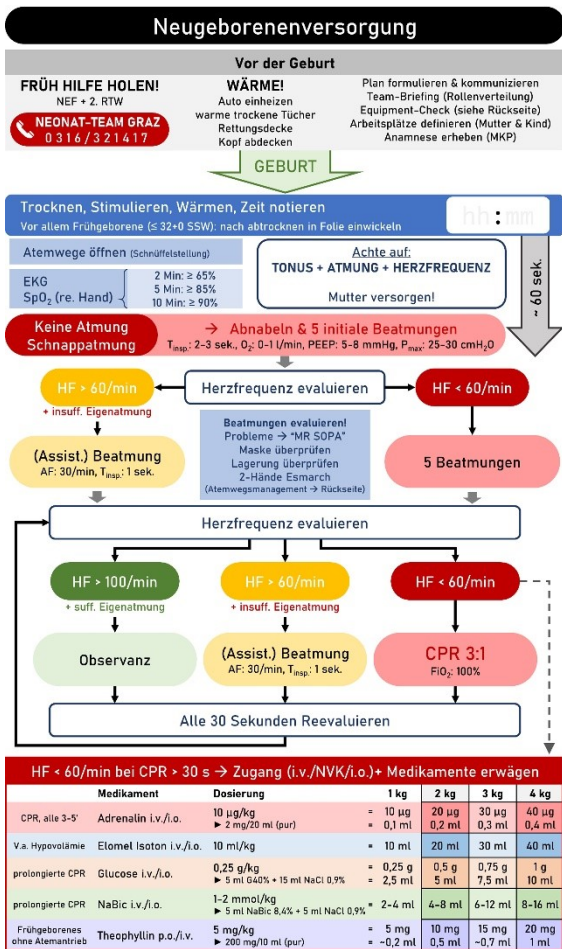 Neugeborenenversorgung
Vor der Geburt
FRÜH HILFE HOLEN!
NEF + 2. RTW
NEONAT-TEAM GRAZ
0316/321417
WÄRME!
Auto einheizen
warme trockene Tücher
Rettungsdecke
Kopf abdecken
Plan formulieren & kommunizieren
Team-Briefing (Rollenverteilung)
Equipment-Check (siehe Rückseite)
Arbeitsplätze definieren (Mutter & Kind)
Anamnese erheben (MKP)
GEBURT
Trocknen, Stimulieren, Wärmen, Zeit notieren
Vor allem Frühgeborene (≤ 32+0 SSW): nach abtrocknen in Folie einwickeln
hh:mm
Atemwege öffnen (Schnüffelstellung)
EKG
SpO₂ (re. Hand)
2 Min: ≥ 65%
5 Min: ≥ 85%
10 Min: ≥ 90%
Achte auf:
TONUS + ATMUNG + HERZFREQUENZ
Mutter versorgen!
~ 60 sek.
Keine Atmung
Schnappatmung
→ Abnabeln & 5 initiale Beatmungen
Tinsp.: 2-3 sek., O₂: 0-1 l/min, PEEP: 5-8 mmHg, Pmax: 25-30 cmH₂O
HF > 60/min
+ insuff. Eigenatmung
Herzfrequenz evaluieren
HF < 60/min
(Assist.) Beatmung
AF: 30/min, Tinsp.: 1 sek.
Beatmungen evaluieren!
Probleme → "MR SOPA"
Maske überprüfen
Lagerung überprüfen
2-Hände Esmarch
(Atemwegsmanagement → Rückseite)
5 Beatmungen
Herzfrequenz evaluieren
HF > 100/min
+ suff. Eigenatmung
HF > 60/min
+ insuff. Eigenatmung
HF < 60/min
Observanz
(Assist.) Beatmung
AF: 30/min, Tinsp.: 1 sek.
CPR 3:1
FiO₂: 100%
Alle 30 Sekunden Reevaluieren
HF < 60/min bei CPR > 30 s → Zugang (i.v./NVK/i.o.)+ Medikamente erwägen
Medikament Dosierung 1 kg 2 kg 3 kg 4 kg
CPR, alle 3-5' Adrenalin i.v./i.o. 10 µg/kg = 10 µg 20 µg 30 µg 40 µg
► 2 mg/20 ml (pur) = 0,1 ml 0,2 ml 0,3 ml 0,4 ml
V.a. Hypovolämie Elomel Isoton i.v./i.o. 10 ml/kg = 10 ml 20 ml 30 ml 40 ml
prolongierte CPR Glucose i.v./i.o. 0,25 g/kg = 0,25 g 0,5 g 0,75 g 1 g
► 5 ml G40% + 15 ml NaCl 0,9% = 2,5 ml 5 ml 7,5 ml 10 ml
prolongierte CPR NaBic i.v./i.o. 1-2 mmol/kg
► 5 ml NaBic 8,4% + 5 ml NaCl 0,9% = 2-4 ml 4-8 ml 6-12 ml 8-16 ml
Frühgeborenes
ohne Atemantrieb Theophyllin p.o./i.v. 5 mg/kg = 5 mg 10 mg 15 mg 20 mg
► 200 mg/10 ml (pur) = ~0,2 ml 0,5 ml ~0,7 ml 1 ml